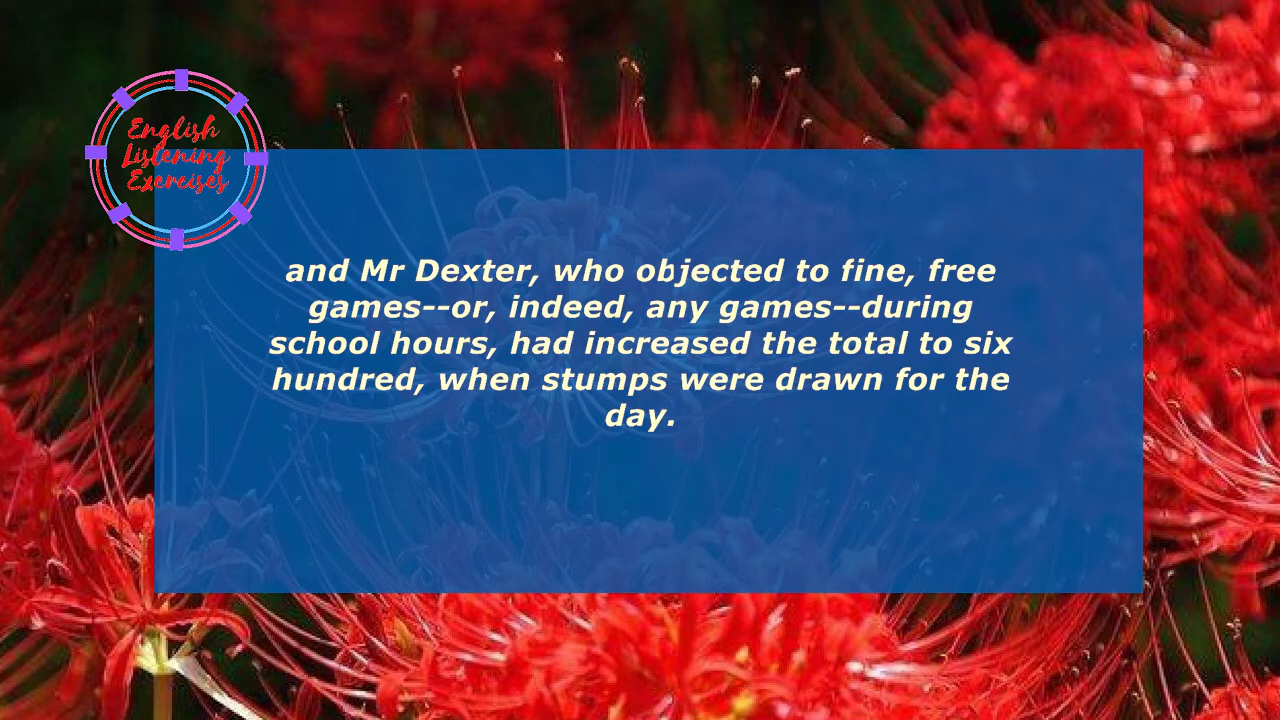 English
Listening
Exercises
and Mr Dexter, who objected to fine, free
games--or, indeed, any games--during
school hours, had increased the total to six
hundred, when stumps were drawn for the
day.